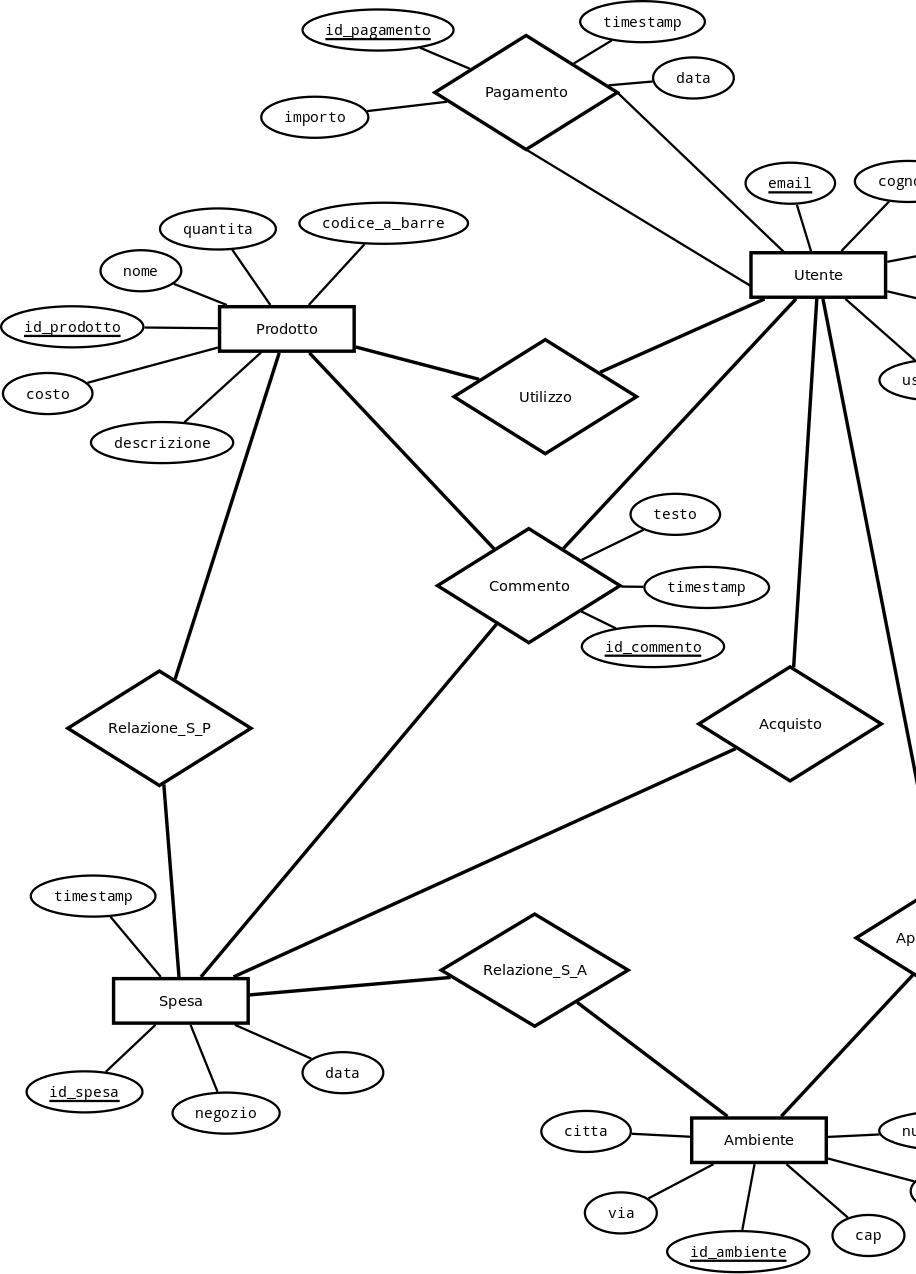 id_pagamento
timestamp
Pagamento
data
importo
email
cogno
quantita
codice_a_barre
nome
Utente
id_prodotto
Prodotto
costo
Utilizzo
us
descrizione
testo
Commento
timestamp
id_commento
Relazione_S_P
Acquisto
timestamp
Ap
Relazione_S_A
Spesa
data
id_spesa
negozio
citta
Ambiente
nu
via
cap
id_ambiente